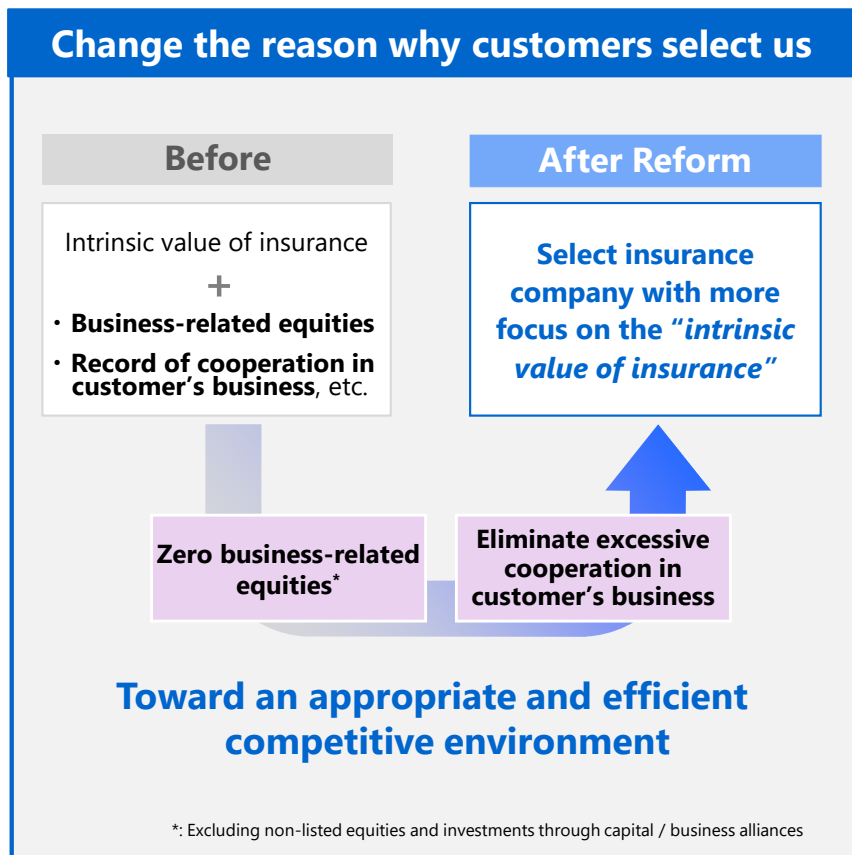 Change the reason why customers select us
Before
Intrinsic value of insurance
+
・ Business-related equities
・ Record of cooperation in
customer’s business, etc.
After Reform
Select insurance
company with more
focus on the “intrinsic
value of insurance”
Zero business-related
equities*
Eliminate excessive
cooperation in
customer’s business
Toward an appropriate and efficient
competitive environment
*: Excluding non-listed equities and investments through capital / business alliances